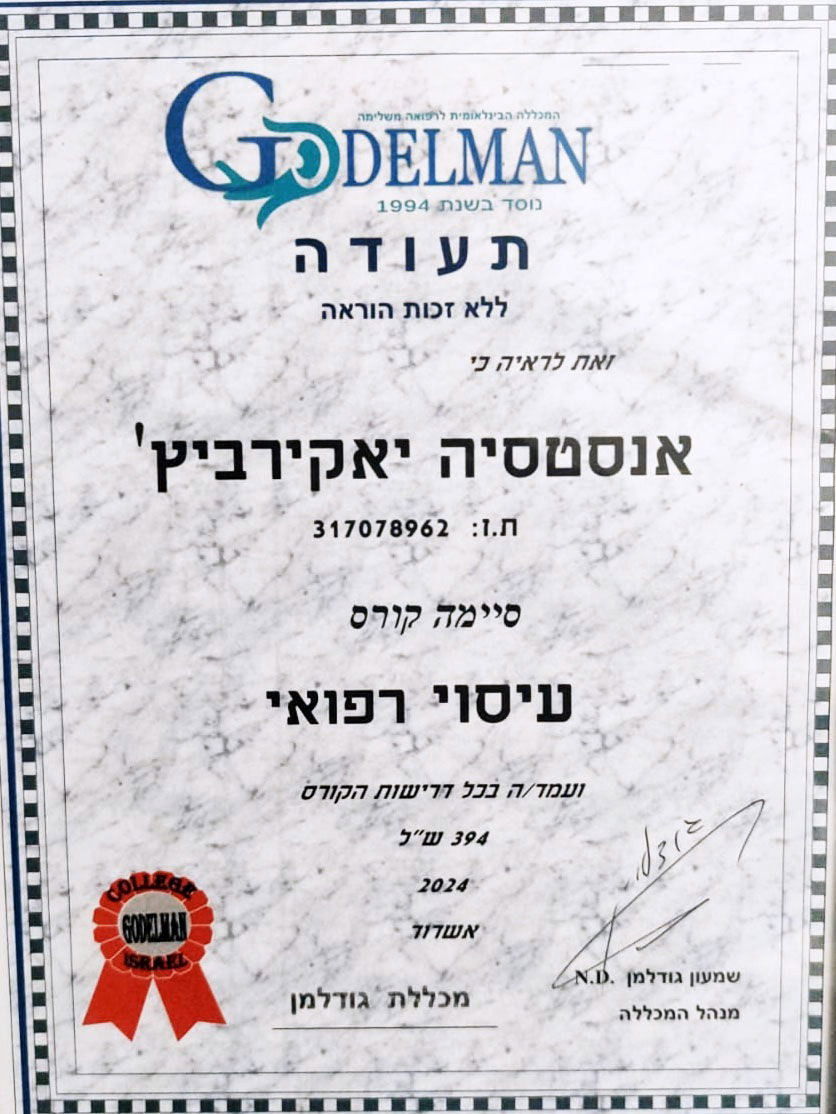 המכללה הבינלאומית לרפואה משלימה
GODELMAN
נוסד בשנת 1994
תעודה
ללא זכות הוראה
זאת לראיה כי
אנסטסיה יאקירביץ'
ת.ז: 317078962
סיימה קורס
עיסוי רפואי
ועמד/ה בכל דרישות הקורס
394 ש"ל
2024
אשדוד
COLLEGE
GODELMAN
ISRAEL
מכללת גודלמן
שמעון גודלמן .N.D
מנהל המכללה